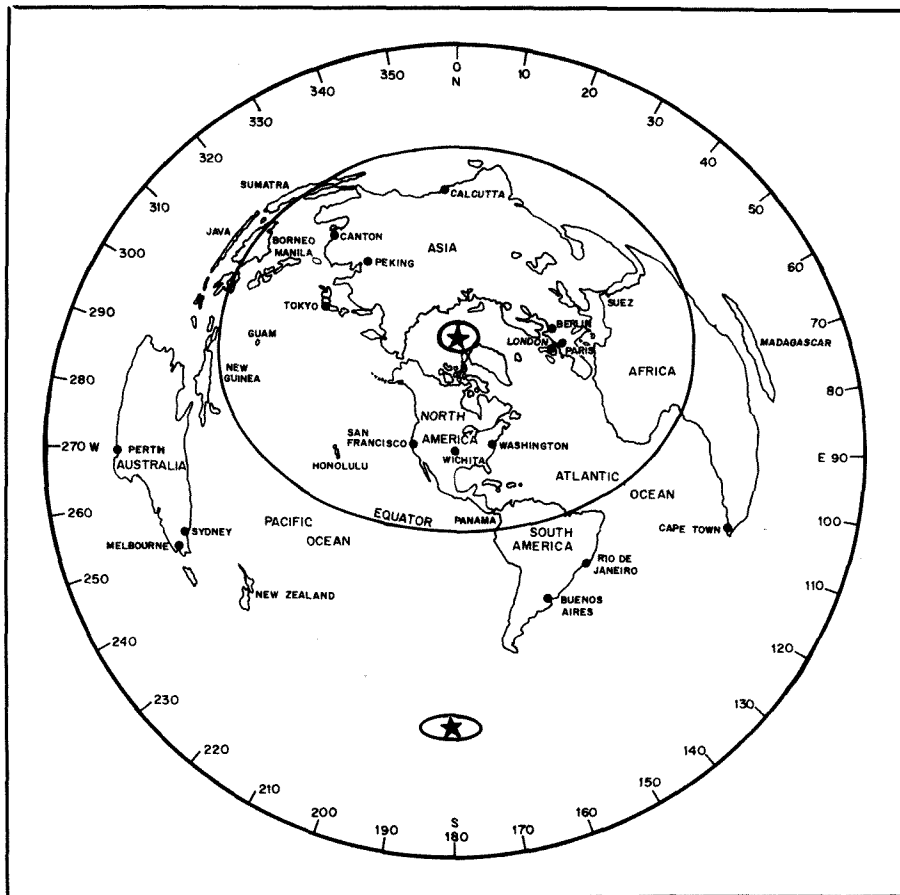 0
N
10
20
30
40
50
60
70
80
E 90
100
110
120
130
140
150
160
170
S
180
190
200
210
220
230
240
250
260
270 W
280
290
300
310
320
330
340
350
SUMATRA
CALCUTTA
JAVA
BORNEO
CANTON
ASIA
MANILA
PEKING
TOKYO
SUEZ
BERLIN
GUAM
LONDON
PARIS
MADAGASCAR
NEW
GUINEA
AFRICA
NORTH
AMERICA
SAN
FRANCISCO
WASHINGTON
WICHITA
HONOLULU
PERTH
AUSTRALIA
ATLANTIC
OCEAN
EQUATOR
PANAMA
PACIFIC
OCEAN
SOUTH
AMERICA
CAPE TOWN
SYDNEY
MELBOURNE
RIO DE
JANEIRO
NEW ZEALAND
BUENOS
AIRES